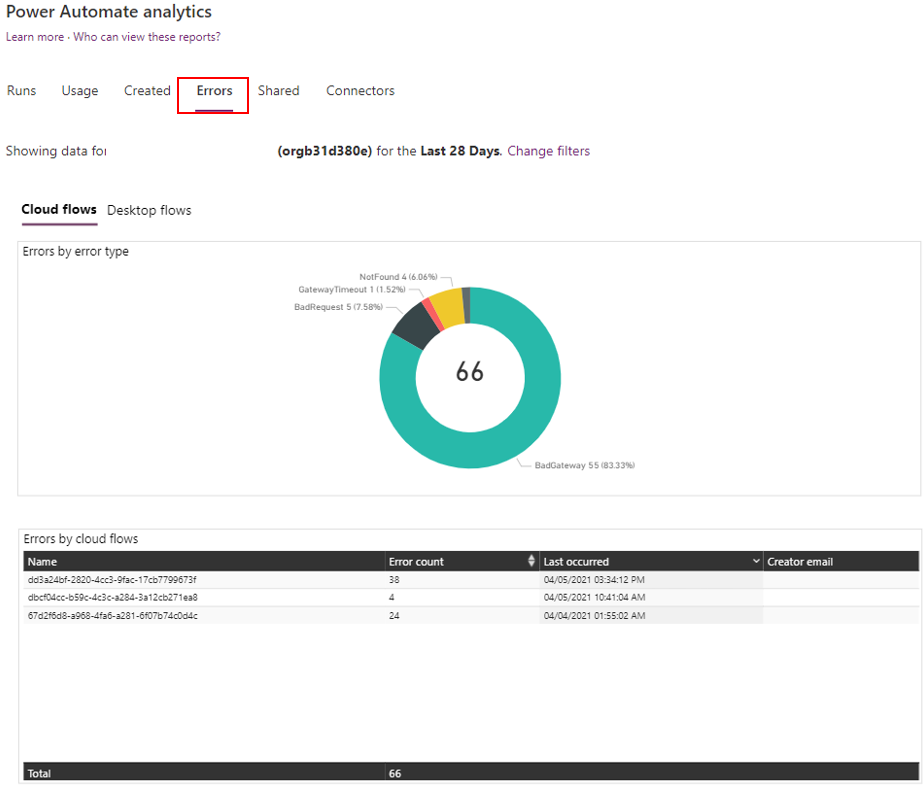 Power Automate analytics
Learn more · Who can view these reports?
Runs Usage Created Errors Shared Connectors
Showing data for (orgb31d380e) for the Last 28 Days. Change filters
Cloud flows Desktop flows
Errors by error type
NotFound 4 (6.06%)
GatewayTimeout 1 (1.52%)
BadRequest 5 (7.58%)
66
BadGateway 55 (83.33%)
Errors by cloud flows
Name Error count Last occurred Creator email
dd3a24bf-2820-4cc3-9fac-17cb7799673f 38 04/05/2021 03:34:12 PM
dbcf04cc-b59c-4c3c-a284-3a12cb271ea8 4 04/05/2021 10:41:04 AM
67d2f6d8-a968-4fa6-a281-6f07b74c0d4c 24 04/04/2021 01:55:02 AM
Total 66